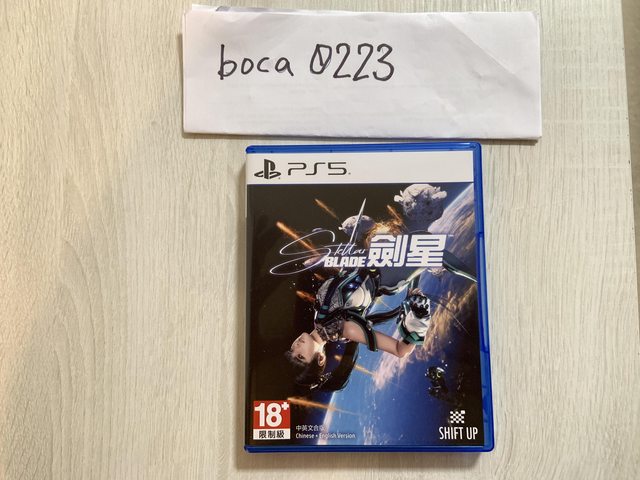 boca 0223
PS5
Stellar
BLADE 劍星
18+
限制級
中英文合版
Chinese • English Version
SHIFT UP